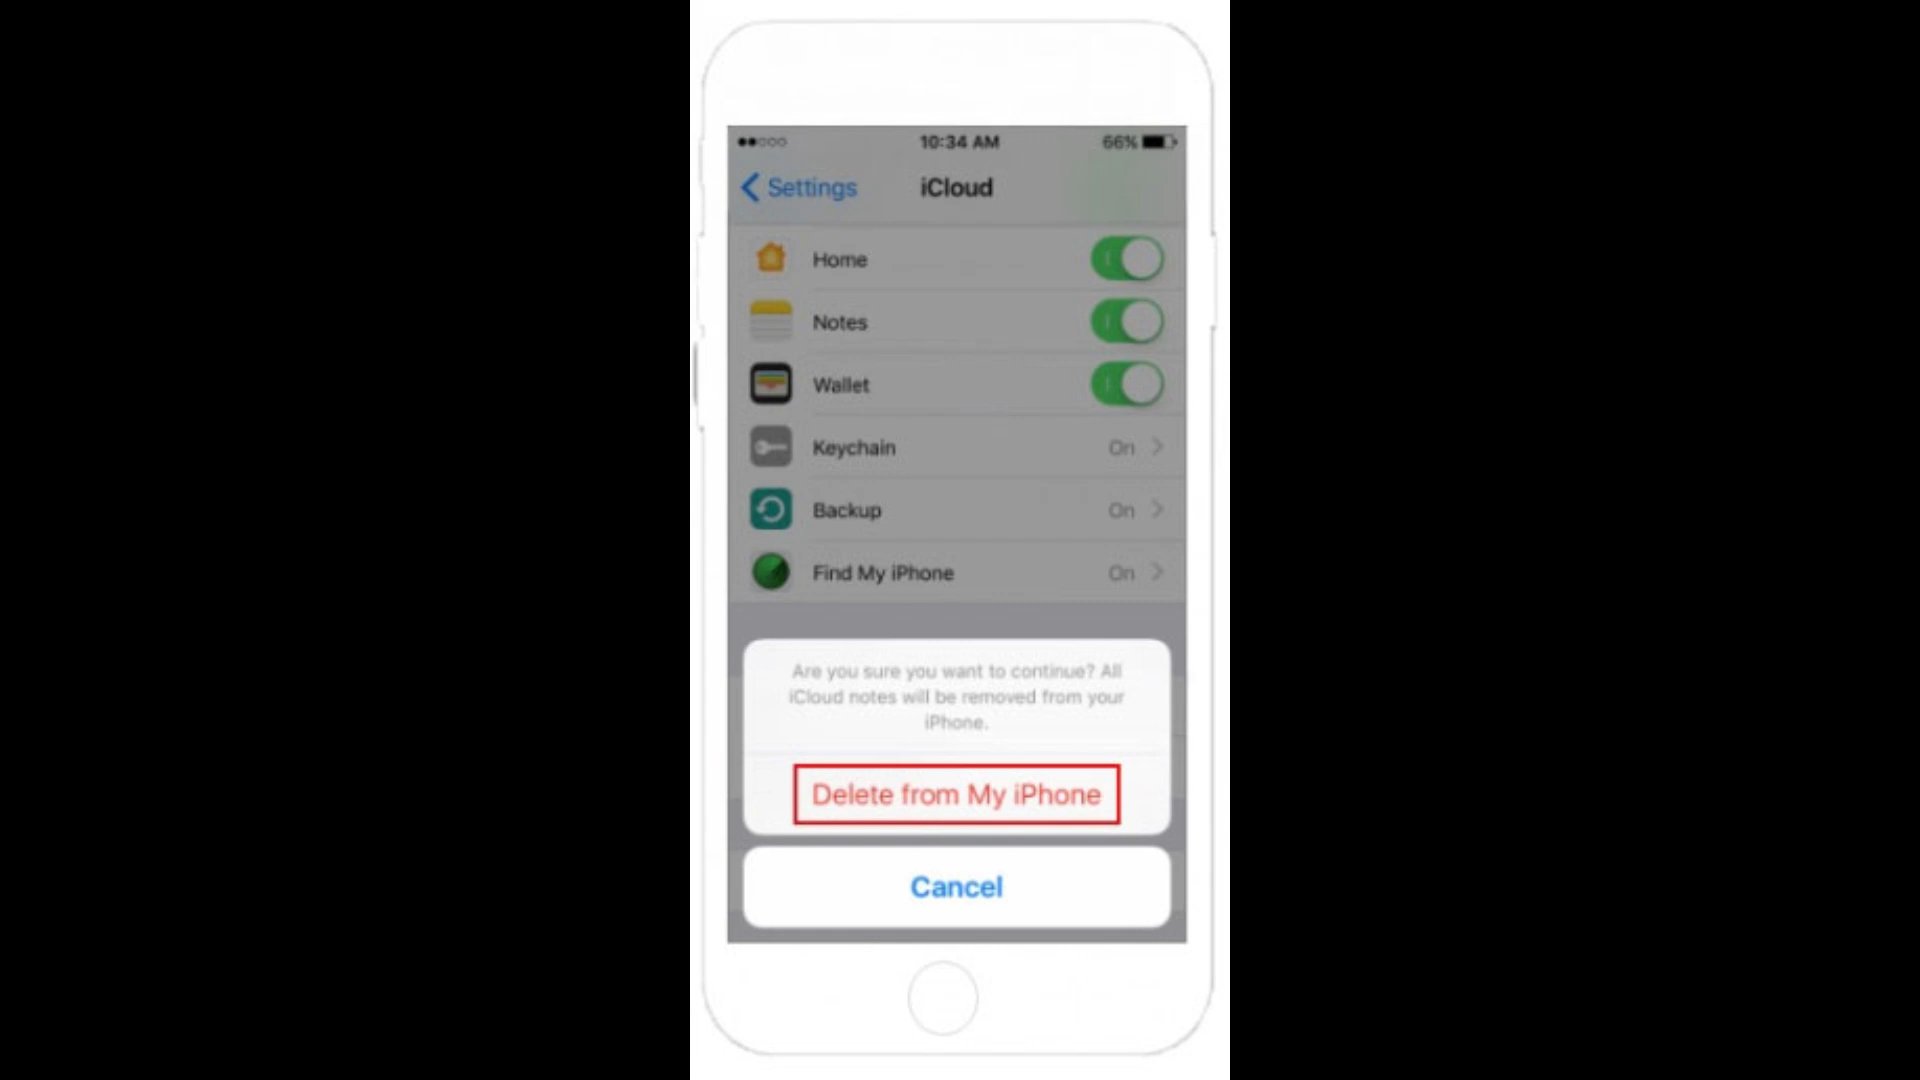 10:34 AM
66%
Settings
iCloud
Home
Notes
Wallet
Keychain
On
Backup
On
Find My iPhone
On
Are you sure you want to continue? All
iCloud notes will be removed from your
iPhone.
Delete from My iPhone
Cancel